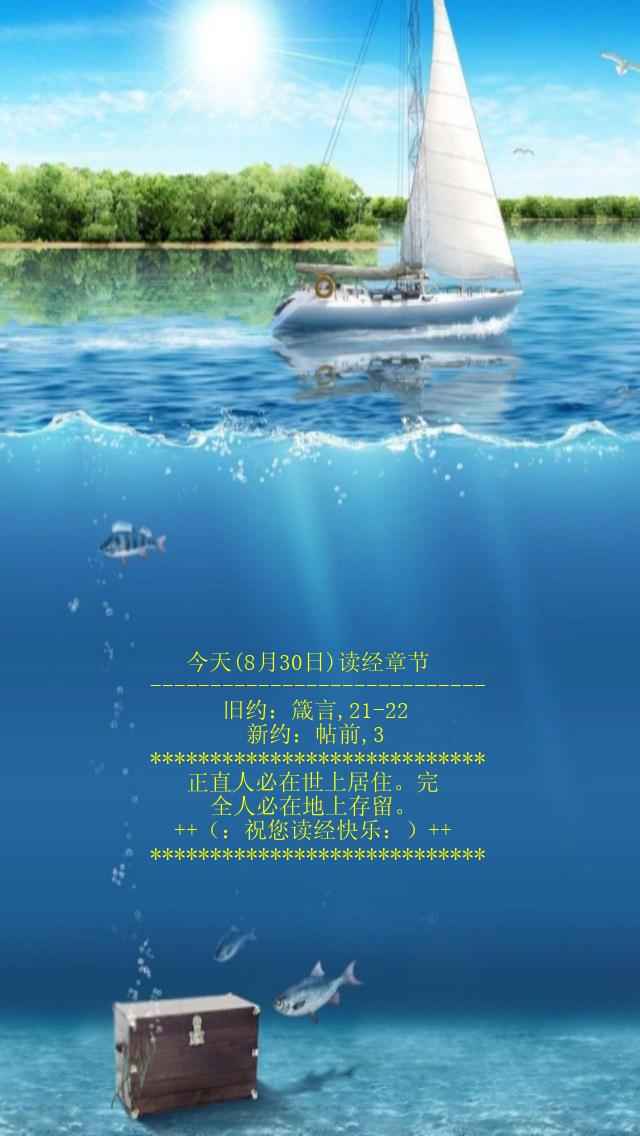 今天(8月30日)读经章节
----------------------------
旧约：箴言,21-22
新约：帖前,3
****************************
正直人必在世上居住。完
全人必在地上存留。
++（：祝您读经快乐：）++
****************************